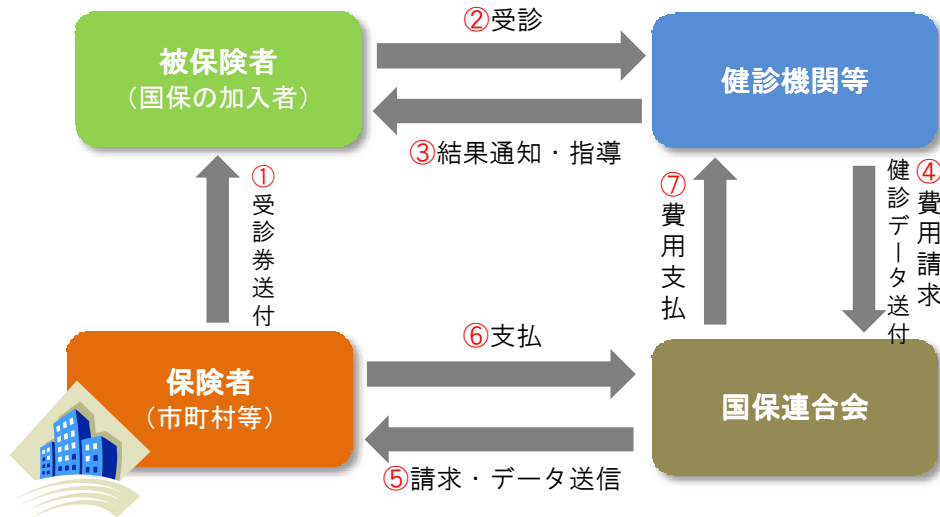 ②受診
被保険者
（国保の加入者）
健診機関等
③結果通知・指導
①受診券送付
⑦費用支払
④費用請求
健診データ送付
⑥支払
保険者
（市町村等）
国保連合会
⑤請求・データ送信